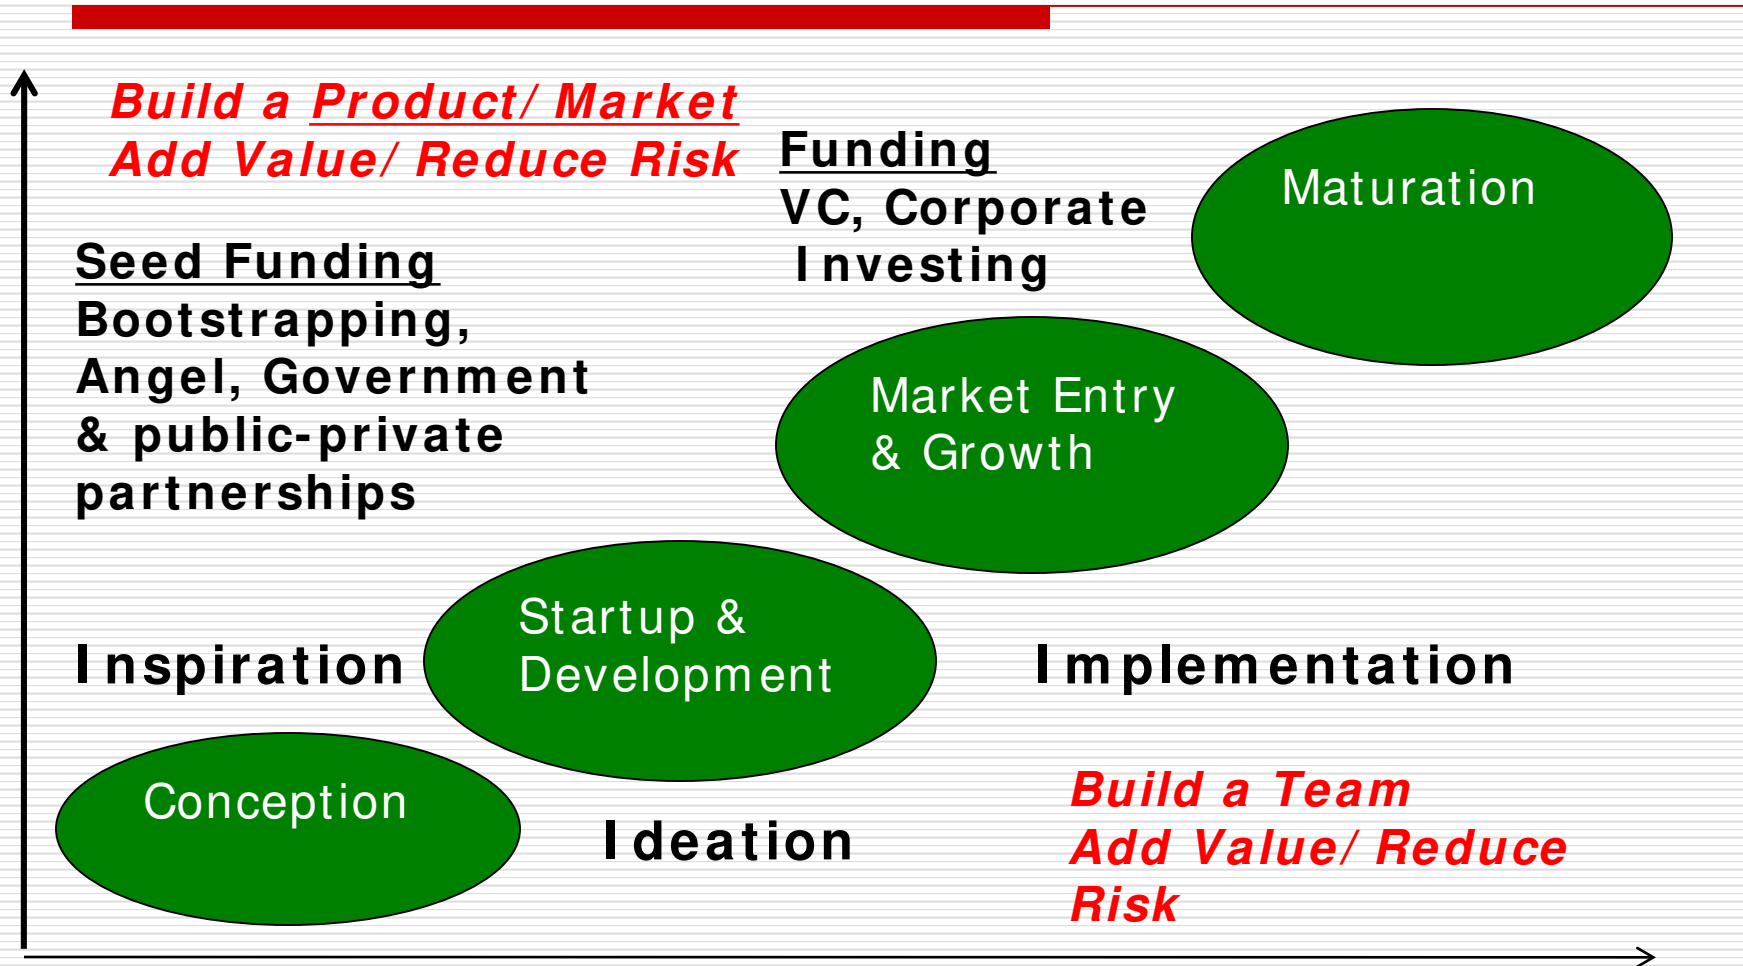 Build a Product/ Market
Add Value/ Reduce Risk
Funding
VC, Corporate
Investing
Maturation
Seed Funding
Bootstrapping,
Angel, Government
& public-private
partnerships
Market Entry
& Growth
Startup &
Development
Inspiration
Implementation
Conception
Ideation
Build a Team
Add Value/ Reduce
Risk